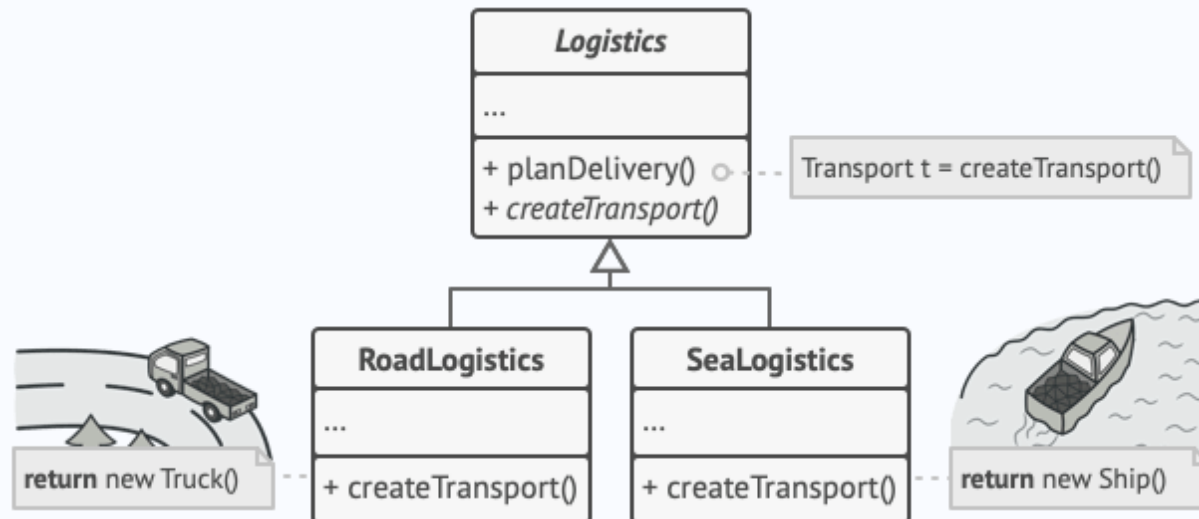 Logistics
...
+ planDelivery()
Transport t = createTransport()
+ createTransport()
RoadLogistics
SeaLogistics
...
...
return new Truck()
+ createTransport()
+ createTransport()
return new Ship()